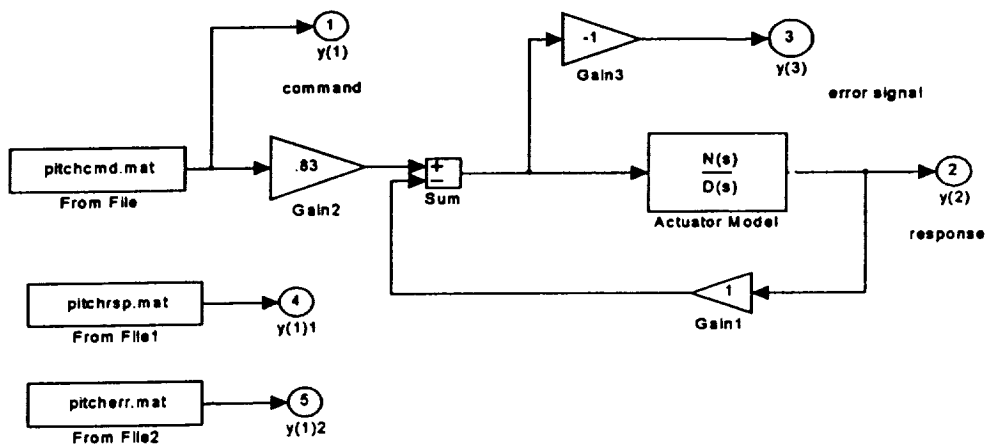 1
y(1)
command
-1
Gain3
3
y(3)
error signal
pitchcmd.mat
From File
.83
Gain2
+
−
Sum
N(s)
D(s)
Actuator Model
2
y(2)
response
1
Gain1
pitchrsp.mat
From File1
4
y(1)1
pitcherr.mat
From File2
5
y(1)2